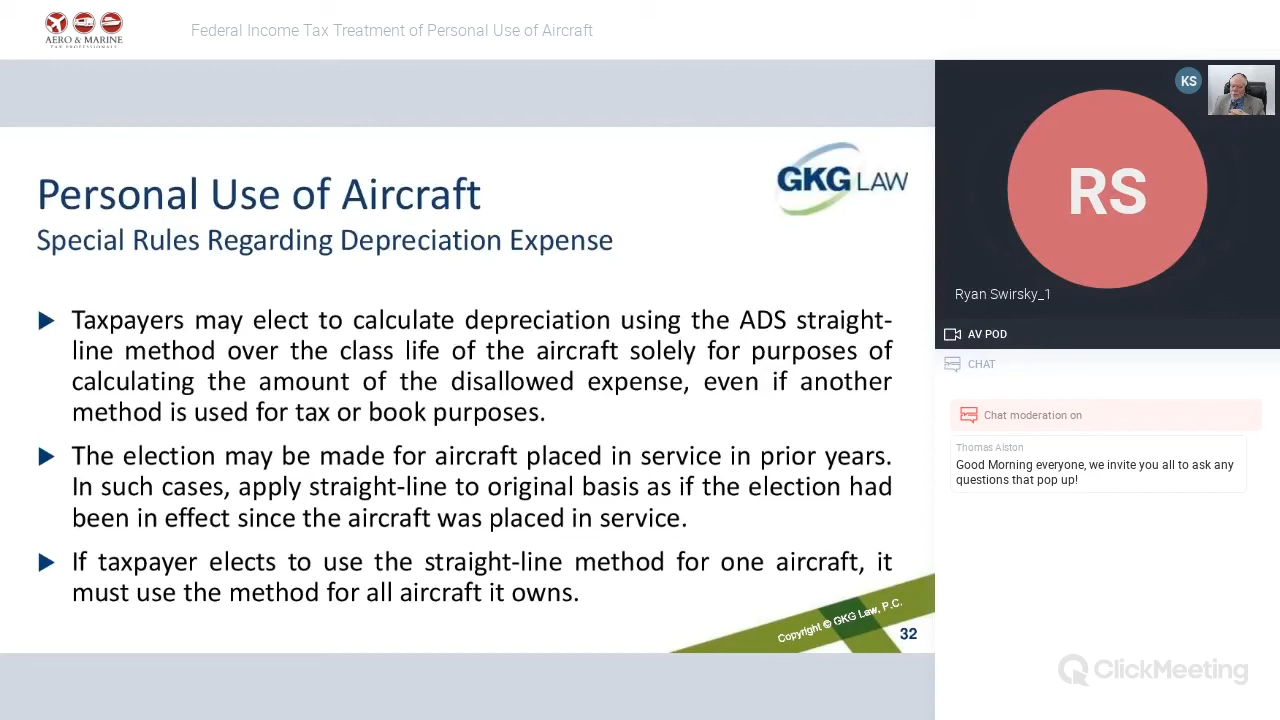 AERO & MARINE
TAX PROFESSIONALS
Federal Income Tax Treatment of Personal Use of Aircraft
GKG LAW
Personal Use of Aircraft
Special Rules Regarding Depreciation Expense
Taxpayers may elect to calculate depreciation using the ADS straight-
line method over the class life of the aircraft solely for purposes of
calculating the amount of the disallowed expense, even if another
method is used for tax or book purposes.
The election may be made for aircraft placed in service in prior years.
In such cases, apply straight-line to original basis as if the election had
been in effect since the aircraft was placed in service.
If taxpayer elects to use the straight-line method for one aircraft, it
must use the method for all aircraft it owns.
Copyright © GKG Law, P.C.
32
KS
RS
Ryan Swirsky_1
AV POD
CHAT
Chat moderation on
Thomas Alston
Good Morning everyone, we invite you all to ask any
questions that pop up!
ClickMeeting